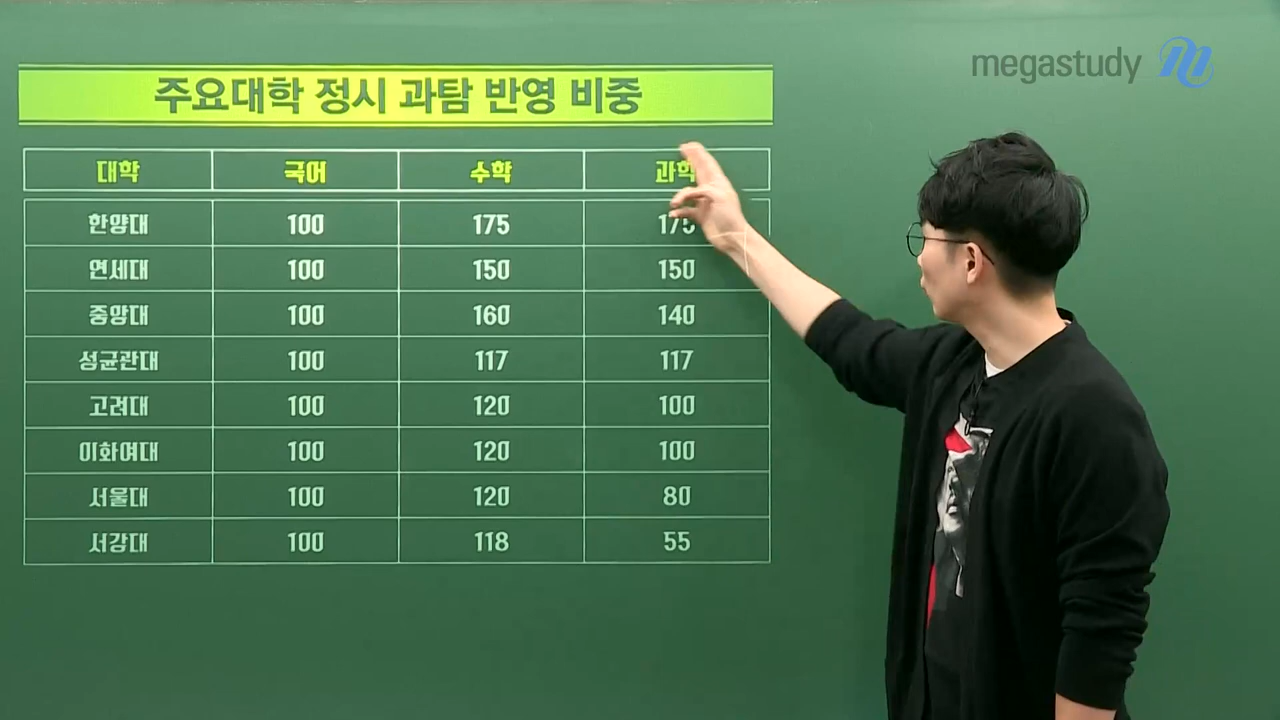 megastudy
주요대학 정시 과탐 반영 비중
대학 국어 수학 과학
한양대 100 175 175
연세대 100 150 150
중앙대 100 160 140
성균관대 100 117 117
고려대 100 120 100
이화여대 100 120 100
서울대 100 120 80
서강대 100 118 55